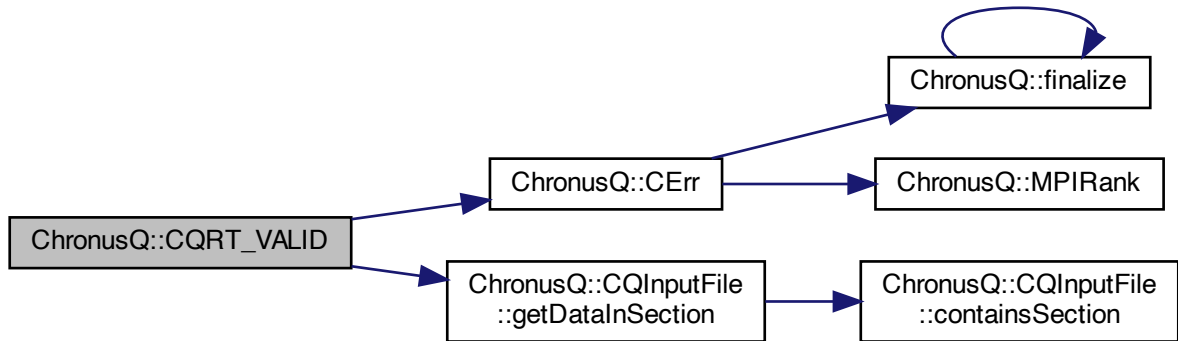 ChronusQ::finalize
ChronusQ::CErr
ChronusQ::MPIRank
ChronusQ::CQRT_VALID
ChronusQ::CQInputFile
::getDataInSection
ChronusQ::CQInputFile
::containsSection